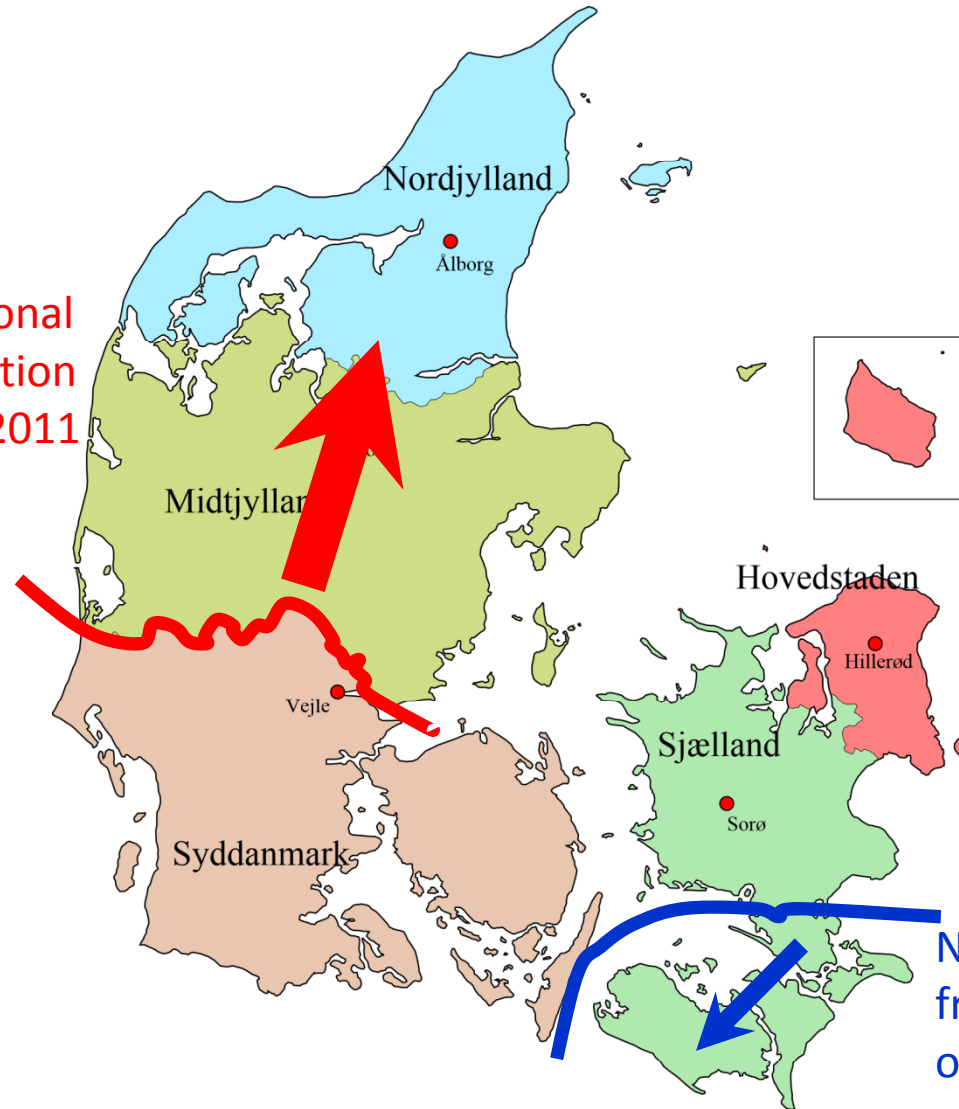 Nordjylland
Ålborg
onal
tion
2011
Midtjyllan
Hovedstaden
Hillerød
Vejle
Sjælland
Sorø
Syddanmark
N
fr
o